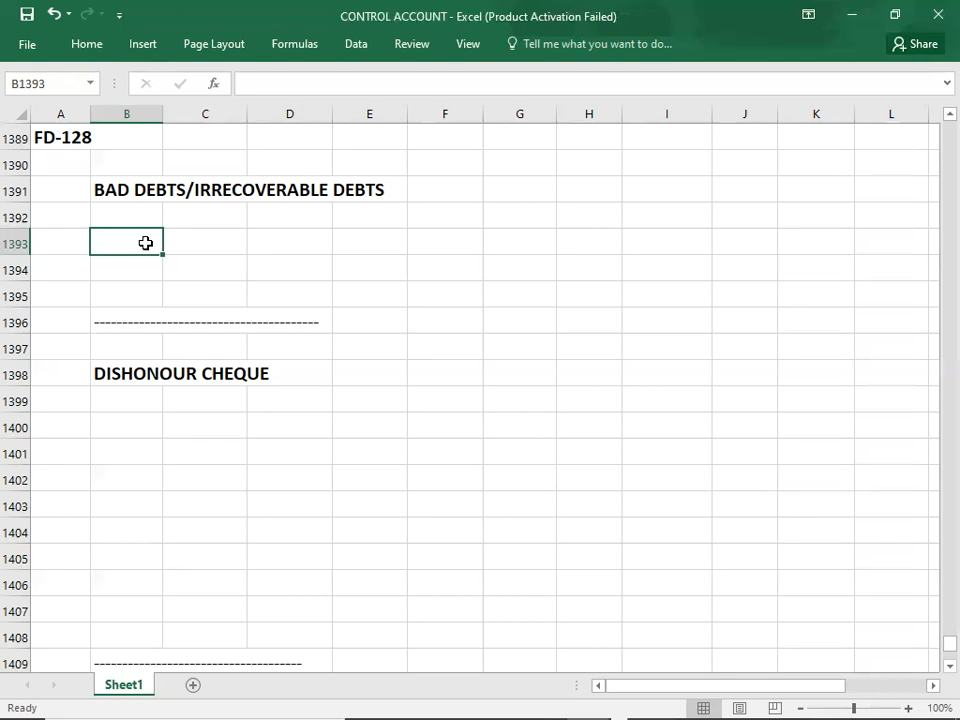 CONTROL ACCOUNT - Excel (Product Activation Failed)
File Home Insert Page Layout Formulas Data Review View Tell me what you want to do... Share
B1393 fx
A B C D E F G H I J K L
1389 FD-128
1390
1391 BAD DEBTS/IRRECOVERABLE DEBTS
1392
1393
1394
1395
1396 ----------------------------------------
1397
1398 DISHONOUR CHEQUE
1399
1400
1401
1402
1403
1404
1405
1406
1407
1408
1409 -------------------------------------
Sheet1
Ready 100%